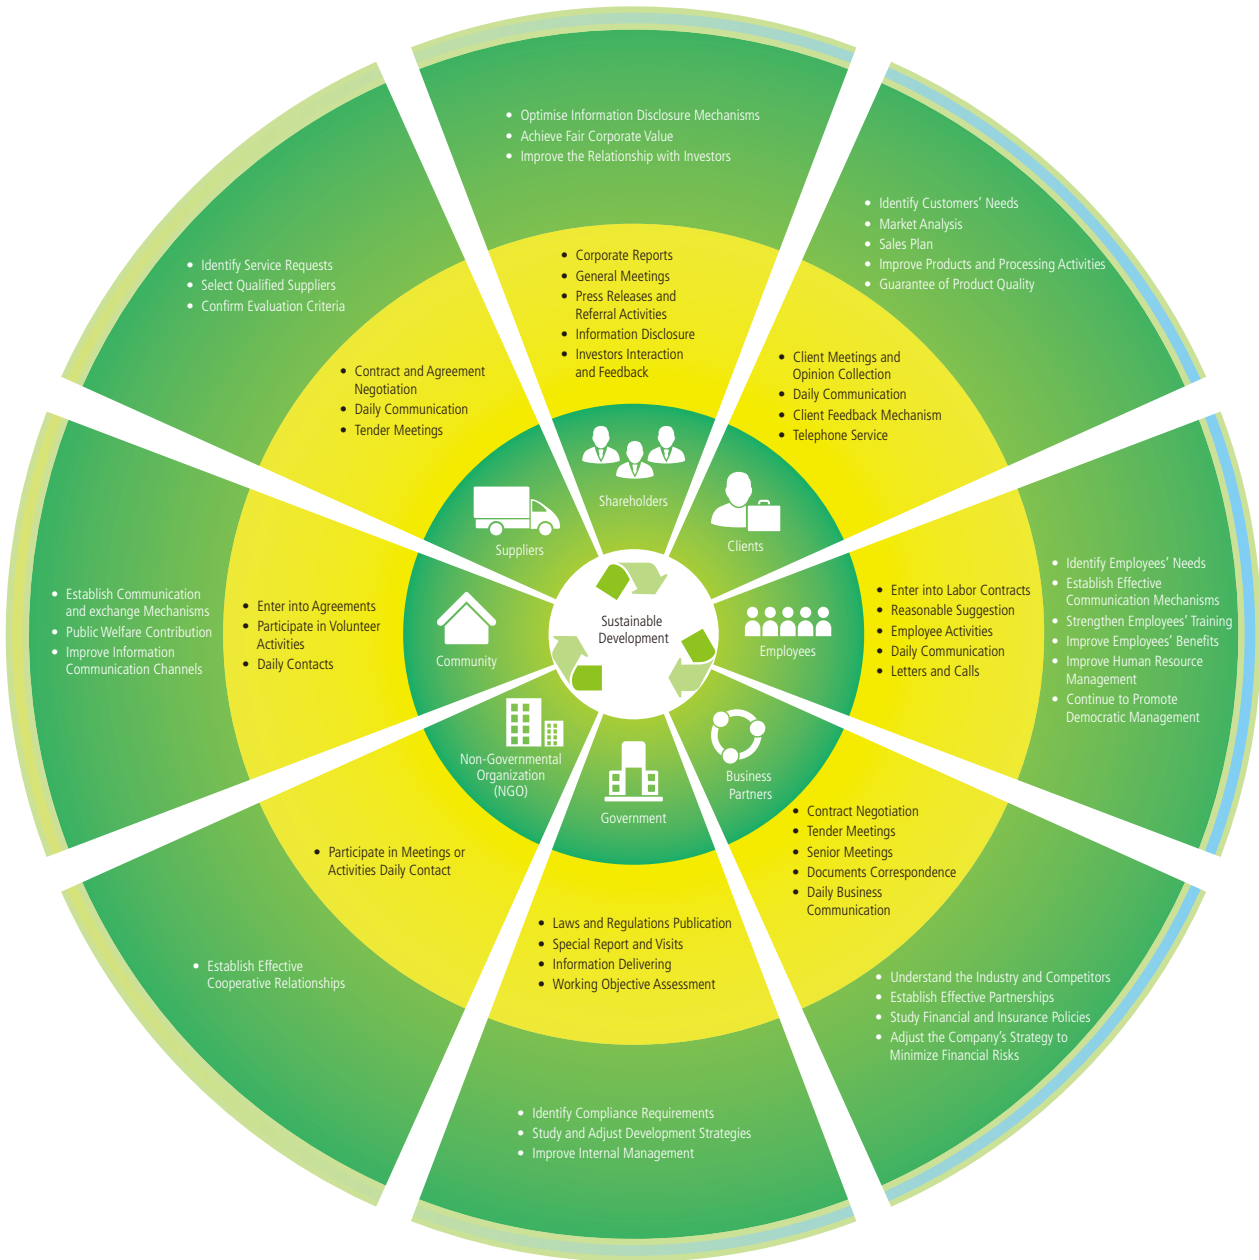 • Optimise Information Disclosure Mechanisms
• Achieve Fair Corporate Value
• Improve the Relationship with Investors
• Corporate Reports
• General Meetings
• Press Releases and
Referral Activities
• Information Disclosure
• Investors Interaction
and Feedback
Shareholders
• Identify Customers’ Needs
• Market Analysis
• Sales Plan
• Improve Products and Processing Activities
• Guarantee of Product Quality
• Client Meetings and
Opinion Collection
• Daily Communication
• Client Feedback Mechanism
• Telephone Service
Clients
• Identify Employees’ Needs
• Establish Effective
Communication Mechanisms
• Strengthen Employees’ Training
• Improve Employees’ Benefits
• Improve Human Resource
Management
• Continue to Promote
Democratic Management
• Enter into Labor Contracts
• Reasonable Suggestion
• Employee Activities
• Daily Communication
• Letters and Calls
Employees
• Understand the Industry and Competitors
• Establish Effective Partnerships
• Study Financial and Insurance Policies
• Adjust the Company’s Strategy to
Minimize Financial Risks
• Contract Negotiation
• Tender Meetings
• Senior Meetings
• Documents Correspondence
• Daily Business
Communication
Business
Partners
• Identify Compliance Requirements
• Study and Adjust Development Strategies
• Improve Internal Management
• Laws and Regulations Publication
• Special Report and Visits
• Information Delivering
• Working Objective Assessment
Government
• Establish Effective
Cooperative Relationships
• Participate in Meetings or
Activities Daily Contact
Non-Governmental
Organization
(NGO)
• Establish Communication
and exchange Mechanisms
• Public Welfare Contribution
• Improve Information
Communication Channels
• Enter into Agreements
• Participate in Volunteer
Activities
• Daily Contacts
Community
• Identify Service Requests
• Select Qualified Suppliers
• Confirm Evaluation Criteria
• Contract and Agreement
Negotiation
• Daily Communication
• Tender Meetings
Suppliers
Sustainable
Development